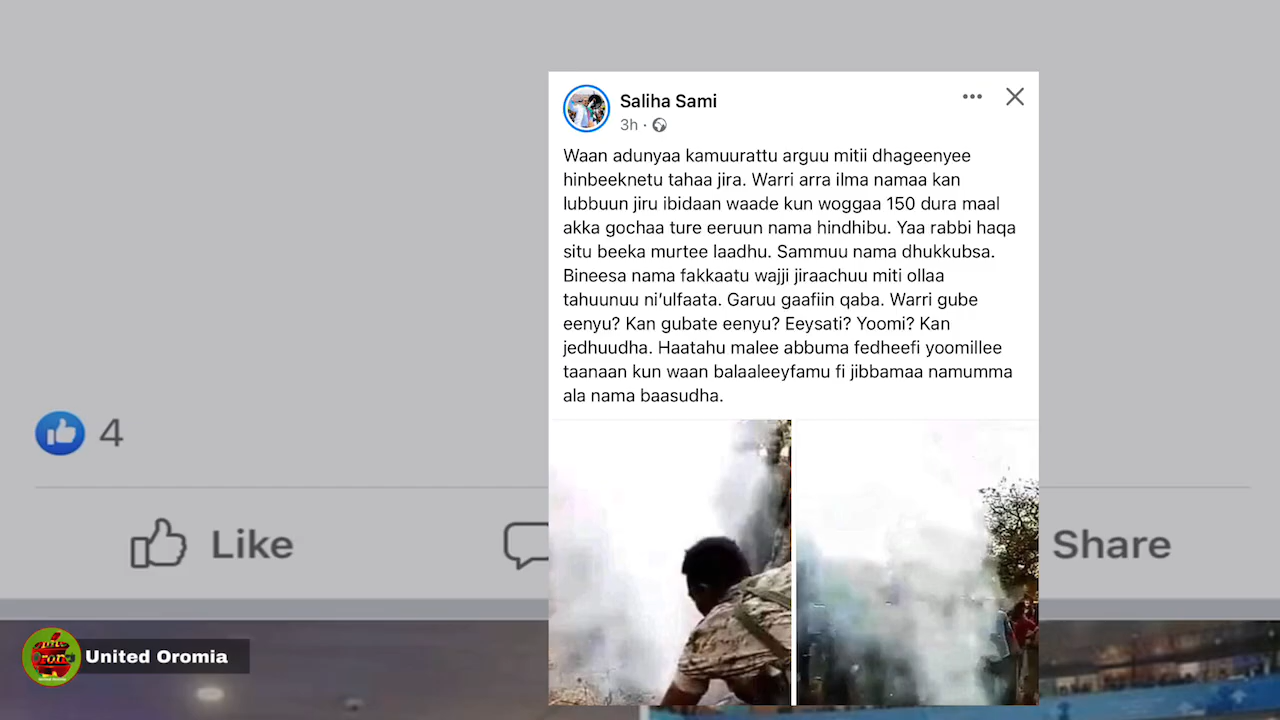 Saliha Sami
3h ·
Waan adunyaa kamuurattu arguu mitii dhageenyee
hinbeeknetu tahaa jira. Warri arra ilma namaa kan
lubbuun jiru ibidaan waade kun woggaa 150 dura maal
akka gochaa ture eeruun nama hindhibu. Yaa rabbi haqa
situ beeka murtee laadhu. Sammuu nama dhukkubsa.
Bineesa nama fakkaatu wajji jiraachuu miti ollaa
tahuunuu ni'ulfaata. Garuu gaafiin qaba. Warri gube
eenyu? Kan gubate eenyu? Eeysati? Yoomi? Kan
jedhuudha. Haatahu malee abbuma fedheefi yoomillee
taanaan kun waan balaaleeyfamu fi jibbamaa namumma
ala nama baasudha.
4
Like
Share
United Oromia